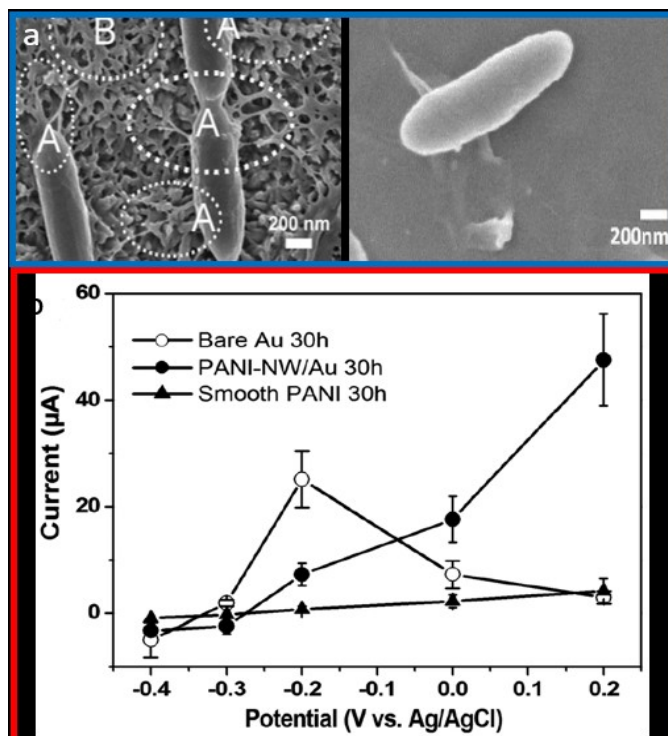 a
B
A
A
A
A
200 nm
200nm
60
40
20
0
Current (µA)
Bare Au 30h
PANI-NW/Au 30h
Smooth PANI 30h
-0.4 -0.3 -0.2 -0.1 0.0 0.1 0.2
Potential (V vs. Ag/AgCl)